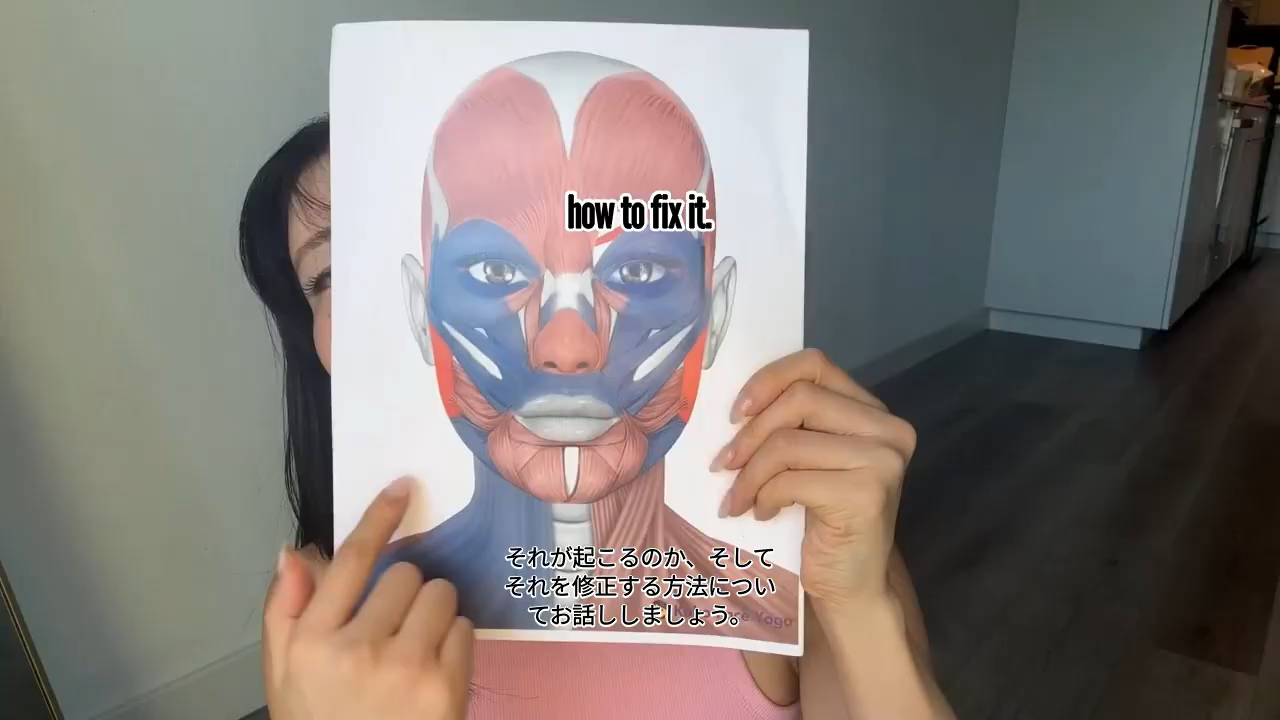 how to fix it.
それが起こるのか、そして
それを修正する方法につい
てお話ししましょう。
Yoga